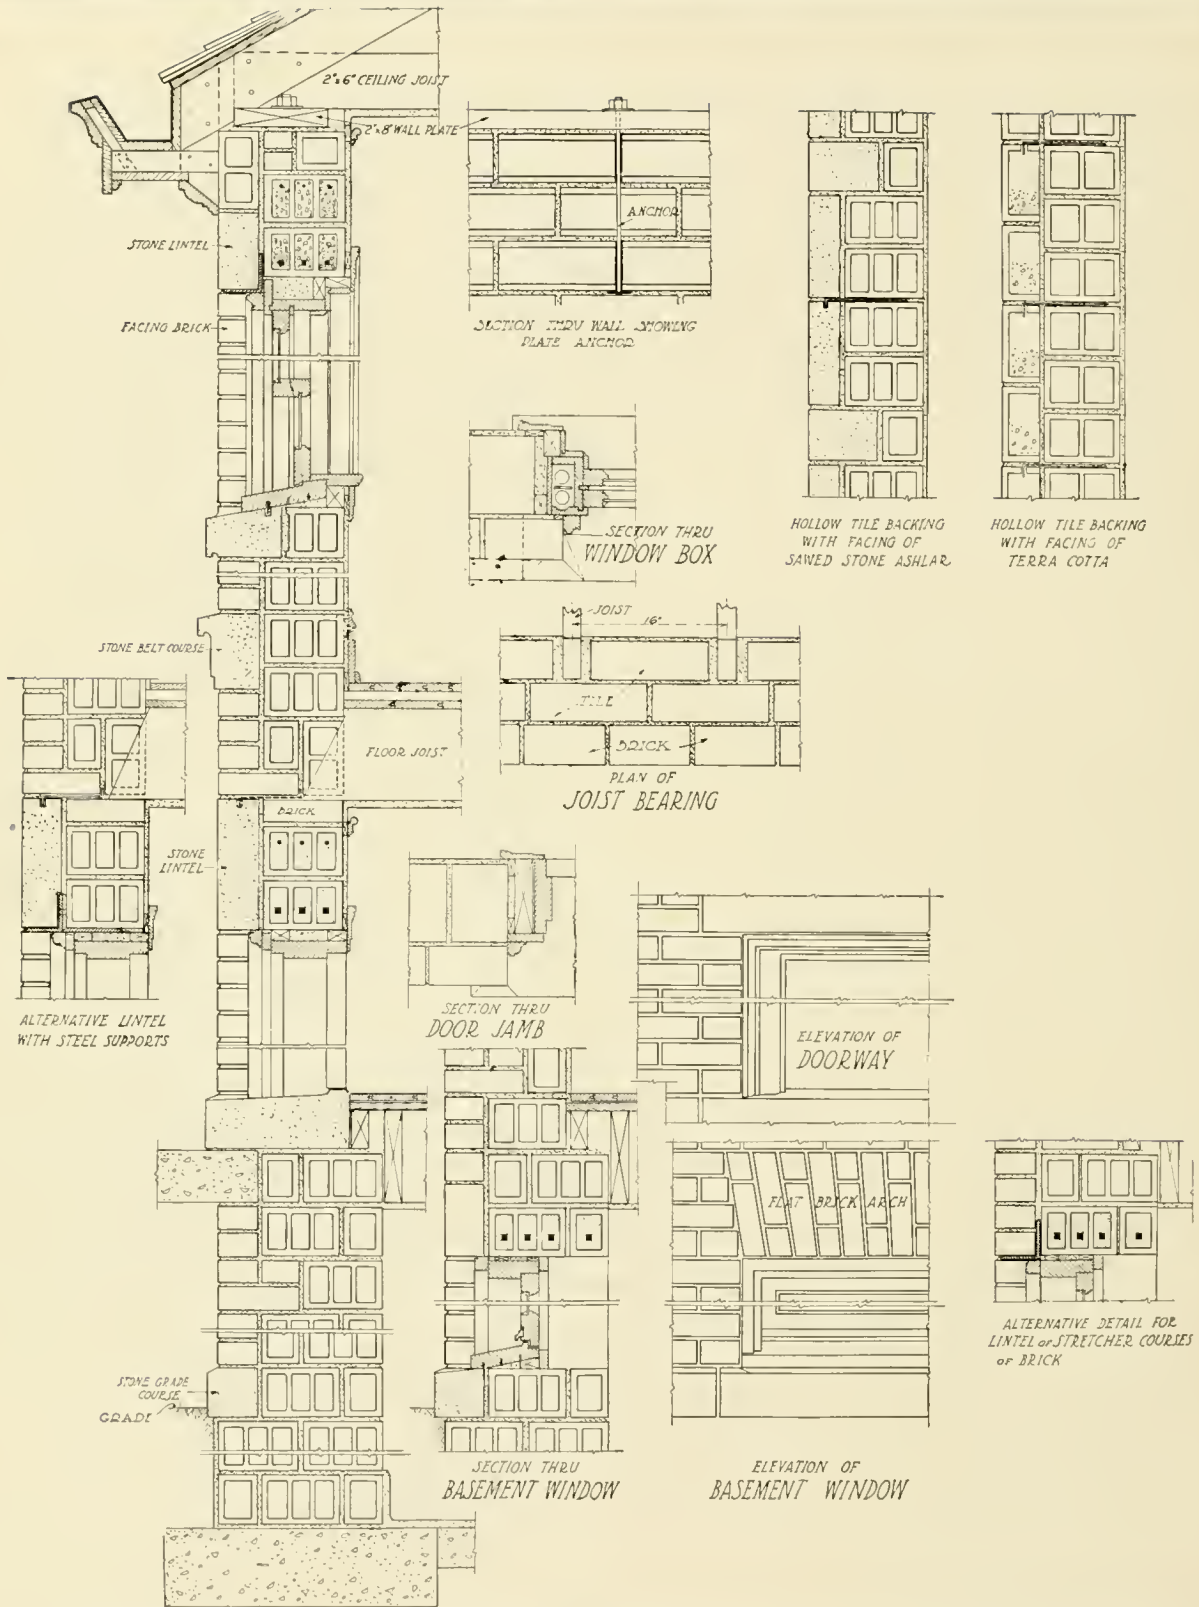 2"x6" CEILING JOIST
2"x8" WALL PLATE
STONE LINTEL
FACING BRICK
ANCHOR
SECTION THRU WALL SHOWING
PLATE ANCHOR
SECTION THRU
WINDOW BOX
HOLLOW TILE BACKING
WITH FACING OF
SAWED STONE ASHLAR
HOLLOW TILE BACKING
WITH FACING OF
TERRA COTTA
STONE BELT COURSE
JOIST
16"
TILE
BRICK
PLAN OF
JOIST BEARING
FLOOR JOIST
BRICK
STONE
LINTEL
ALTERNATIVE LINTEL
WITH STEEL SUPPORTS
SECTION THRU
DOOR JAMB
ELEVATION OF
DOORWAY
FLAT BRICK ARCH
ALTERNATIVE DETAIL FOR
LINTEL or STRETCHER COURSES
OF BRICK
STONE GRADE
COURSE
GRADE
SECTION THRU
BASEMENT WINDOW
ELEVATION OF
BASEMENT WINDOW